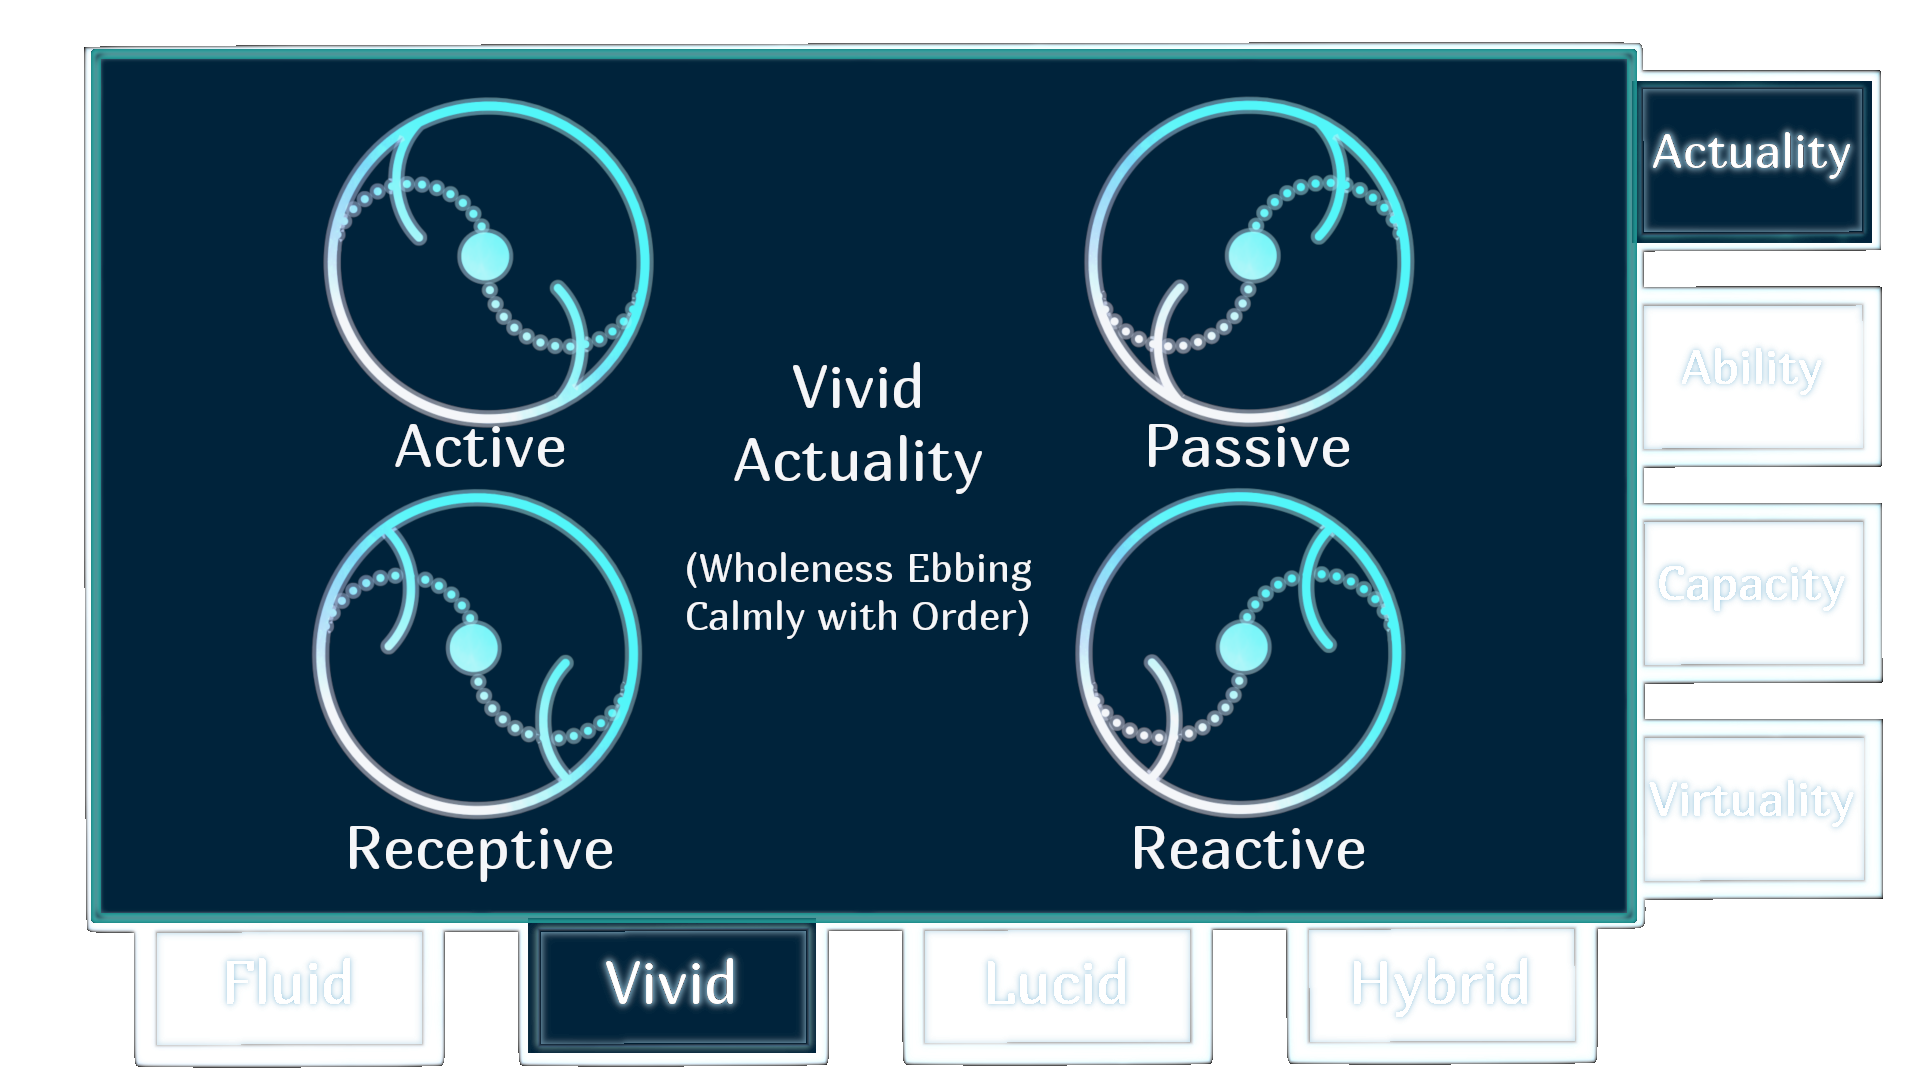 Active
Passive
Vivid
Actuality
(Wholeness Ebbing
Calmly with Order)
Receptive
Reactive
Actuality
Ability
Capacity
Virtuality
Fluid
Vivid
Lucid
Hybrid